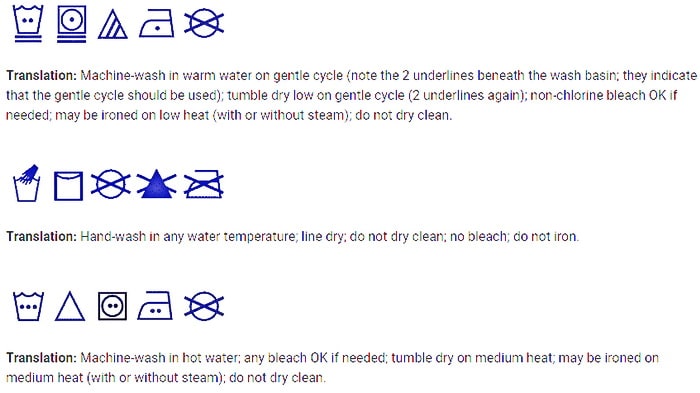 Translation: Machine-wash in warm water on gentle cycle (note the 2 underlines beneath the wash basin; they indicate
that the gentle cycle should be used); tumble dry low on gentle cycle (2 underlines again); non-chlorine bleach OK if
needed; may be ironed on low heat (with or without steam); do not dry clean.
Translation: Hand-wash in any water temperature; line dry; do not dry clean; no bleach; do not iron.
Translation: Machine-wash in hot water; any bleach OK if needed; tumble dry on medium heat; may be ironed on
medium heat (with or without steam); do not dry clean.